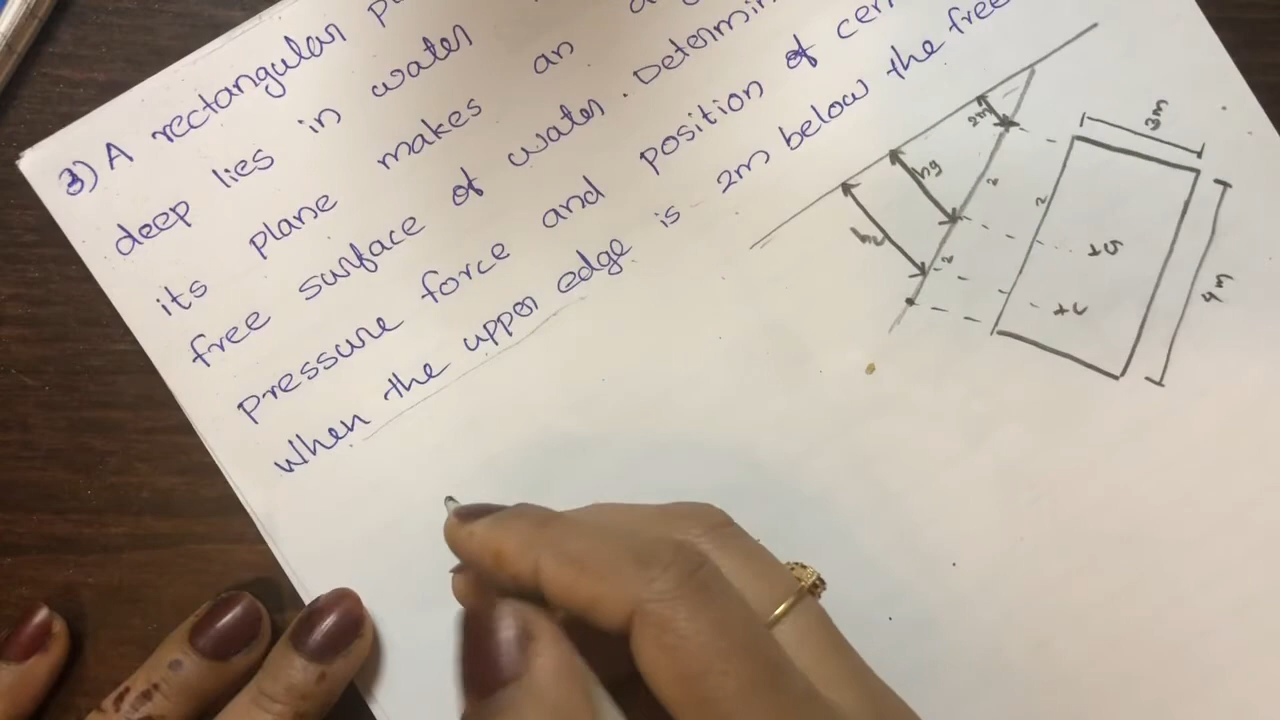 3) A rectangular
deep lies in water
its plane makes an
free surface of water. Determin
pressure force and position of cen
when the upper edge is 2m below the free
2m
3m
hg
2
2
G
hc
2
C
4m